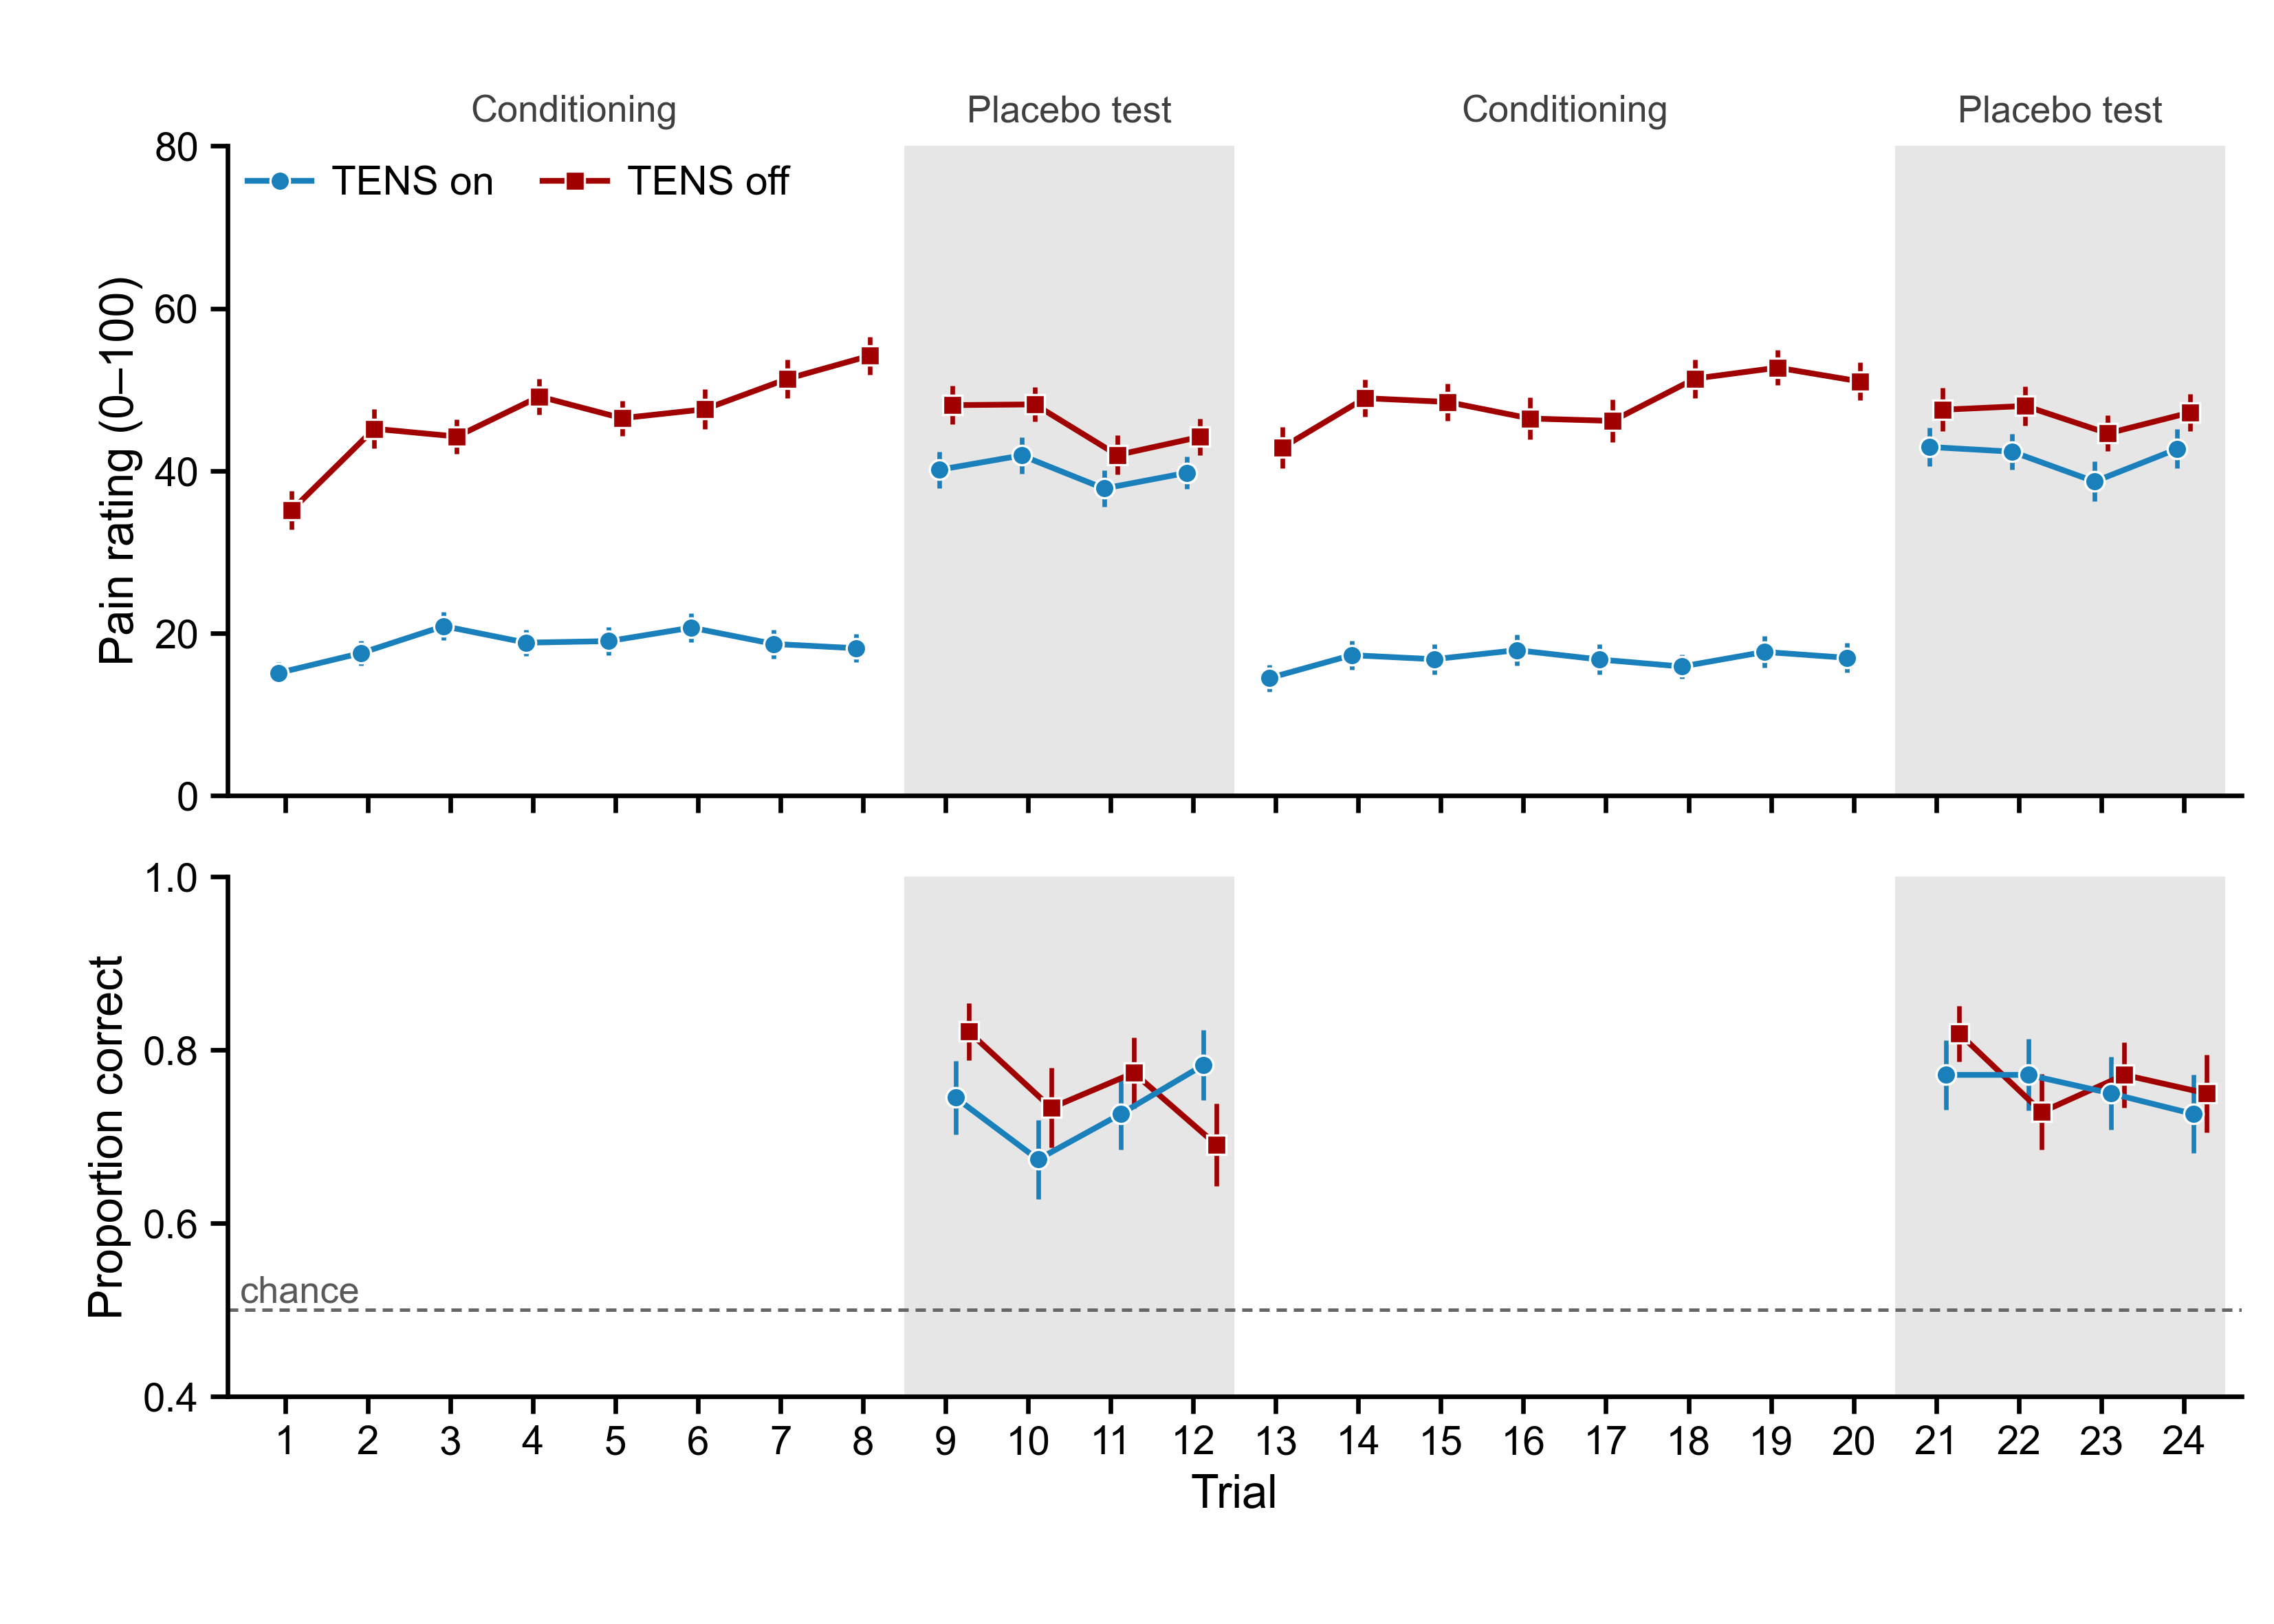 Conditioning Placebo test Conditioning Placebo test
TENS on TENS off
Pain rating (0–100)
80
60
40
20
0
Proportion correct
1.0
0.8
0.6
0.4
chance
1 2 3 4 5 6 7 8 9 10 11 12 13 14 15 16 17 18 19 20 21 22 23 24
Trial